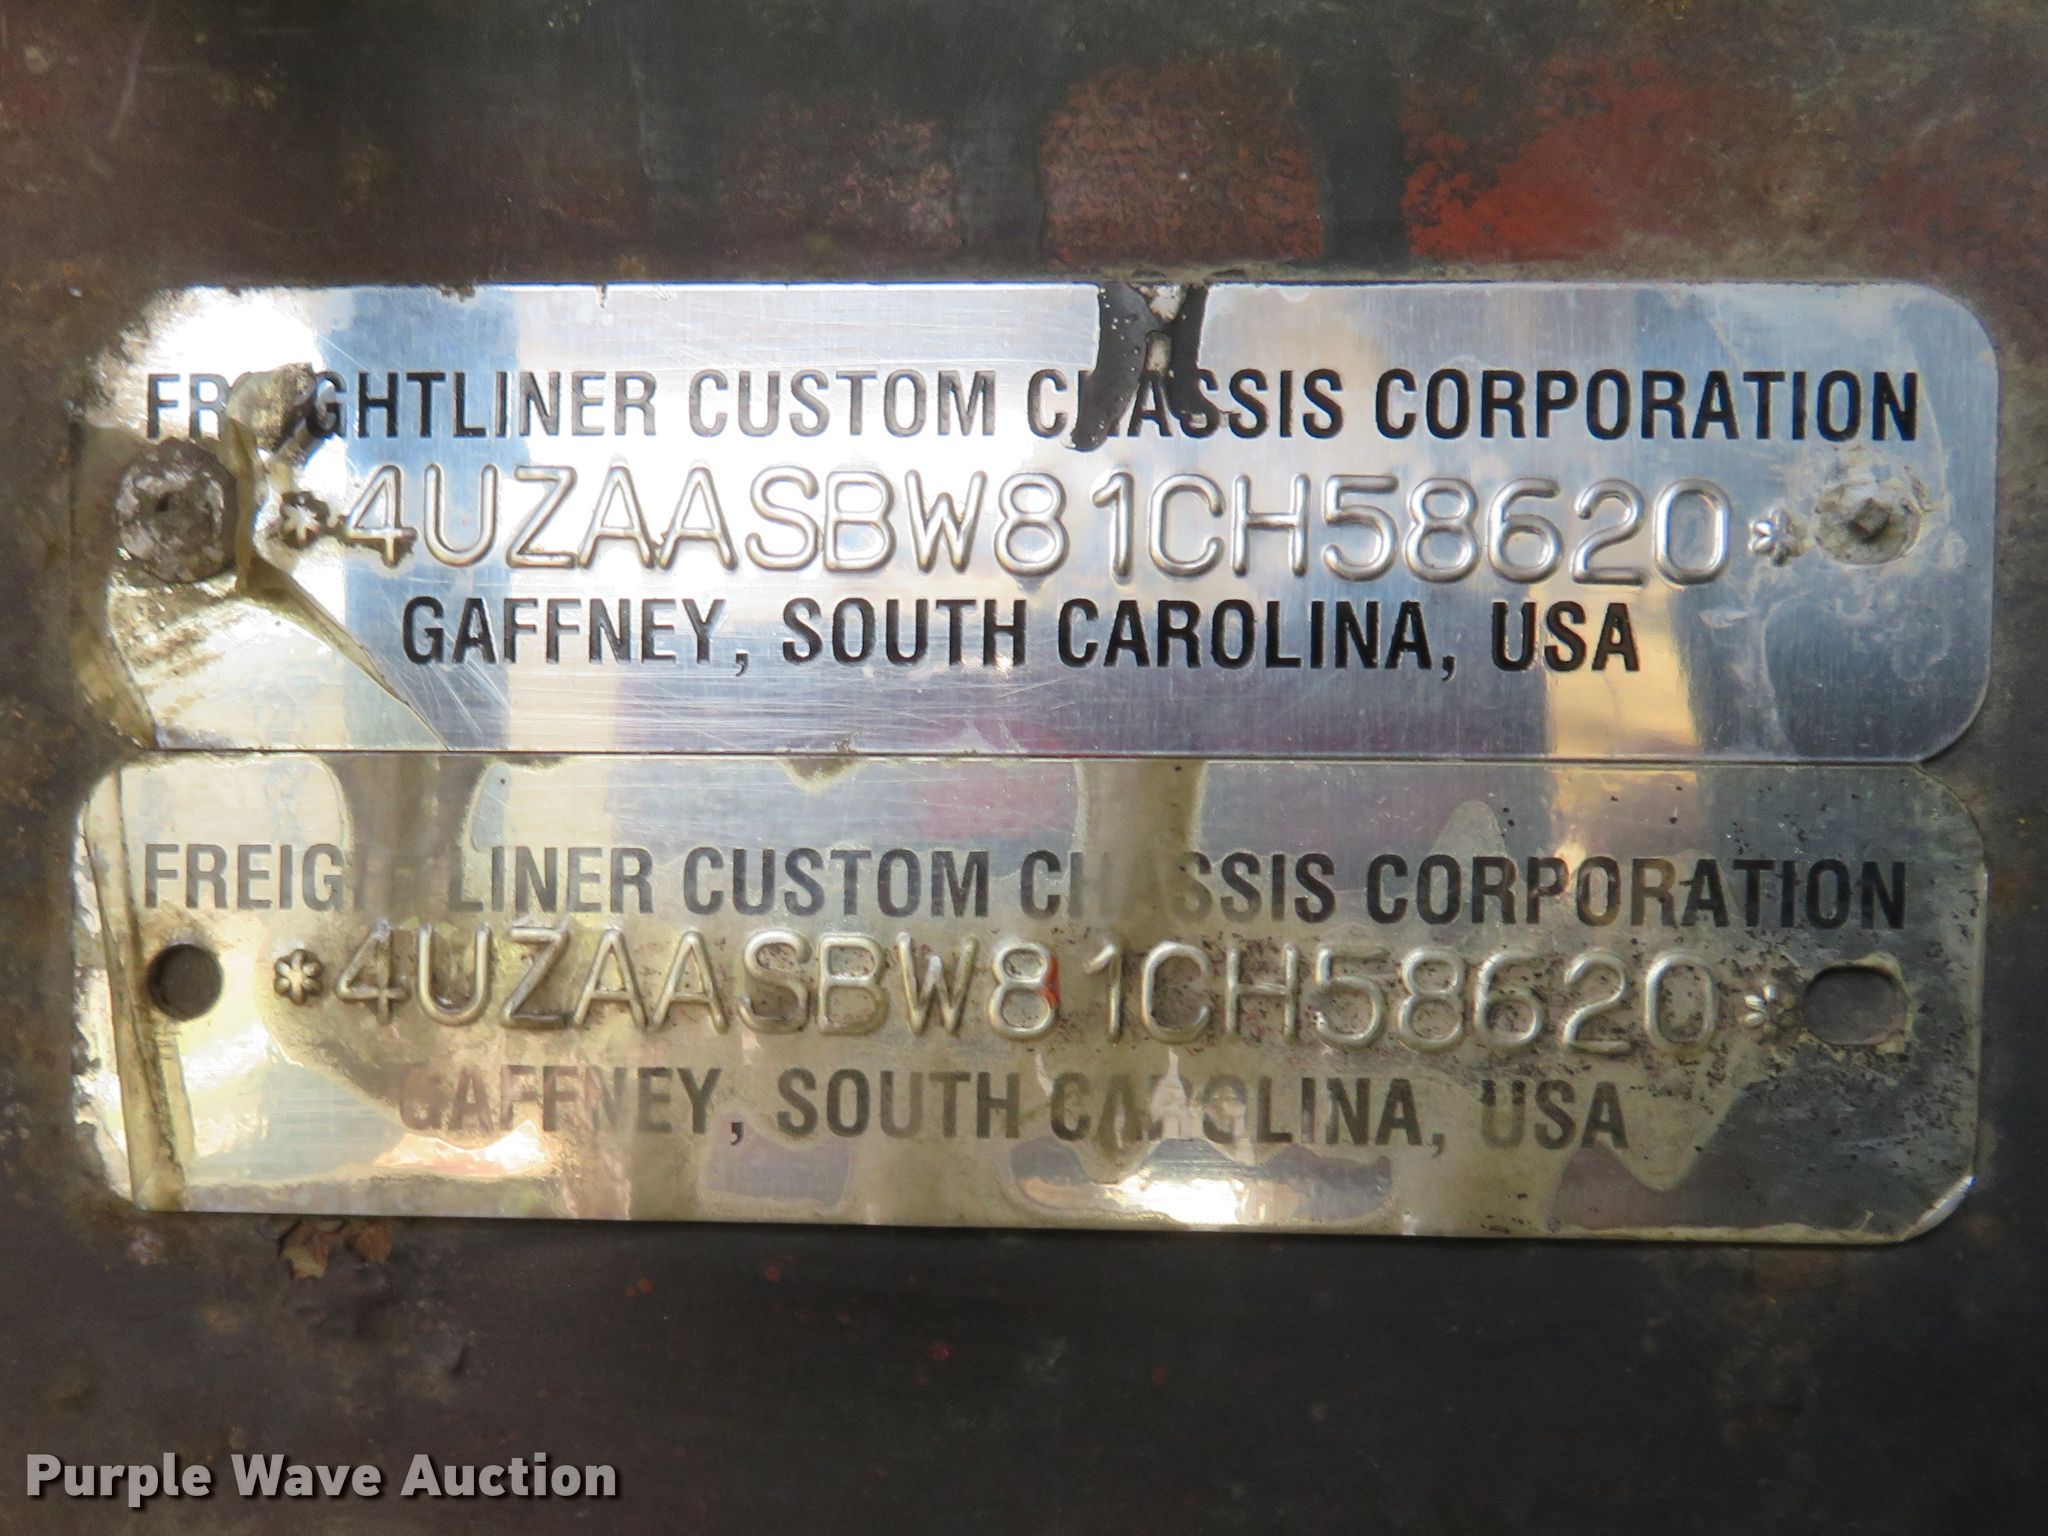 FREIGHTLINER CUSTOM CHASSIS CORPORATION
*4UZAASBW81CH58620*
GAFFNEY, SOUTH CAROLINA, USA
FREIGHTLINER CUSTOM CHASSIS CORPORATION
*4UZAASBW81CH58620*
GAFFNEY, SOUTH CAROLINA, USA
Purple Wave Auction